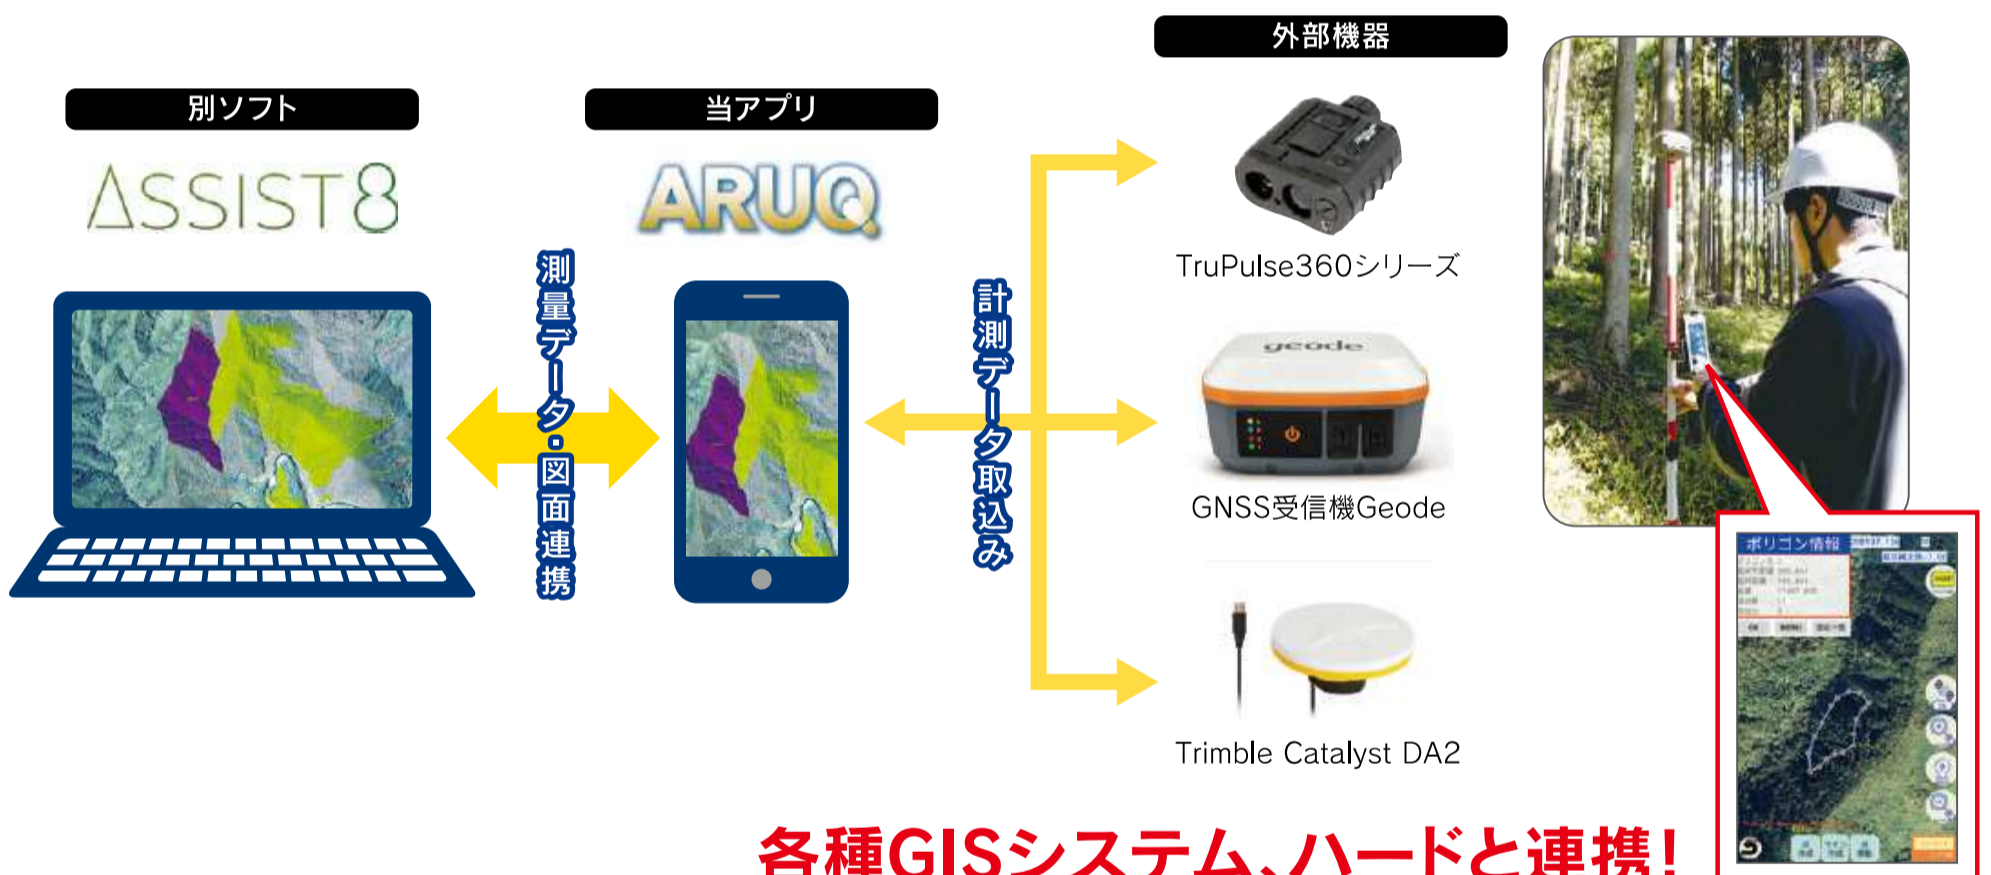 別ソフト
ASSIST8
測量データ・図面連携
当アプリ
ARUQ
計測データ取込み
外部機器
TruPulse360シリーズ
geode
GNSS受信機Geode
Trimble Catalyst DA2
ポリゴン情報
各種GISシステム、ハードと連携!